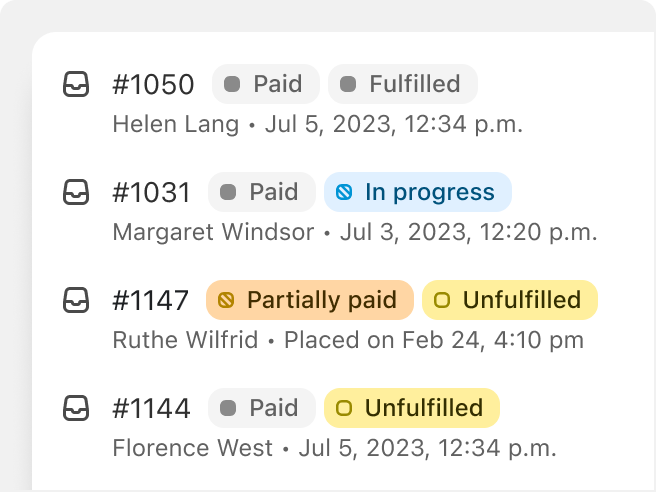 #1050 Paid Fulfilled
Helen Lang • Jul 5, 2023, 12:34 p.m.
#1031 Paid In progress
Margaret Windsor • Jul 3, 2023, 12:20 p.m.
#1147 Partially paid Unfulfilled
Ruthe Wilfrid • Placed on Feb 24, 4:10 pm
#1144 Paid Unfulfilled
Florence West • Jul 5, 2023, 12:34 p.m.